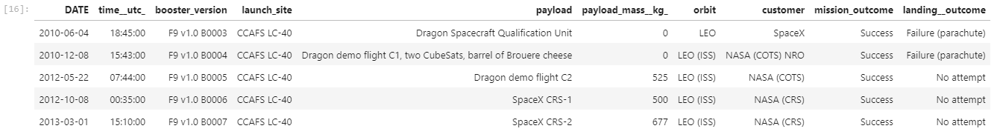 [16]: DATE time__utc_ booster_version launch_site payload payload_mass__kg_ orbit customer mission_outcome landing__outcome
2010-06-04 18:45:00 F9 v1.0 B0003 CCAFS LC-40 Dragon Spacecraft Qualification Unit 0 LEO SpaceX Success Failure (parachute)
2010-12-08 15:43:00 F9 v1.0 B0004 CCAFS LC-40 Dragon demo flight C1, two CubeSats, barrel of Brouere cheese 0 LEO (ISS) NASA (COTS) NRO Success Failure (parachute)
2012-05-22 07:44:00 F9 v1.0 B0005 CCAFS LC-40 Dragon demo flight C2 525 LEO (ISS) NASA (COTS) Success No attempt
2012-10-08 00:35:00 F9 v1.0 B0006 CCAFS LC-40 SpaceX CRS-1 500 LEO (ISS) NASA (CRS) Success No attempt
2013-03-01 15:10:00 F9 v1.0 B0007 CCAFS LC-40 SpaceX CRS-2 677 LEO (ISS) NASA (CRS) Success No attempt